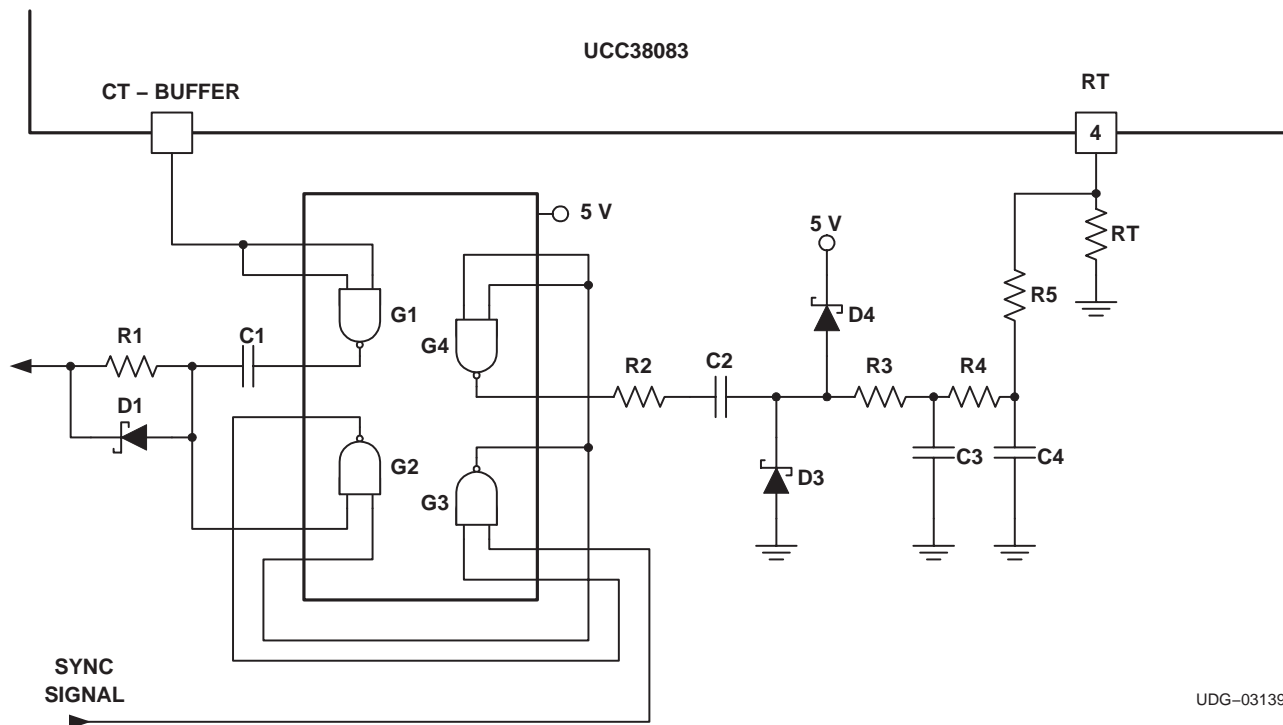 UCC38083
CT – BUFFER
RT
4
5 V
5 V
RT
R5
D4
G1
R1
C1
G4
R2
C2
R3
R4
D1
G2
C3
C4
G3
D3
SYNC
SIGNAL
UDG–03139